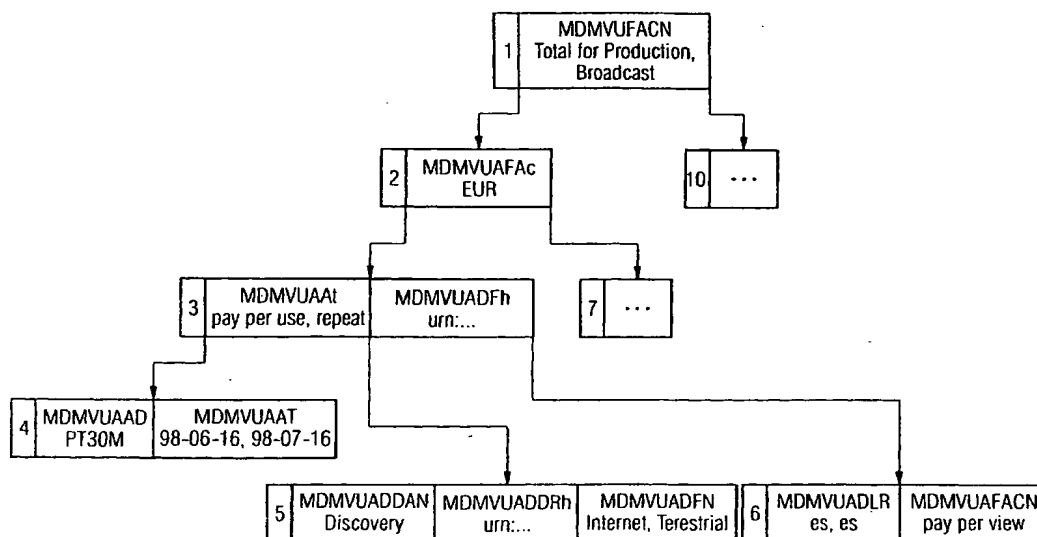 1
MDMVUFACN
Total for Production,
Broadcast
2
MDMVUAFAc
EUR
10
...
3
MDMVUAAt
pay per use, repeat
MDMVUADFh
urn:...
7
...
4
MDMVUAAD
PT30M
MDMVUAAT
98-06-16, 98-07-16
5
MDMVUADDAN
Discovery
MDMVUADDRh
urn:...
MDMVUADFN
Internet, Terestrial
6
MDMVUADLR
es, es
MDMVUAFACN
pay per view